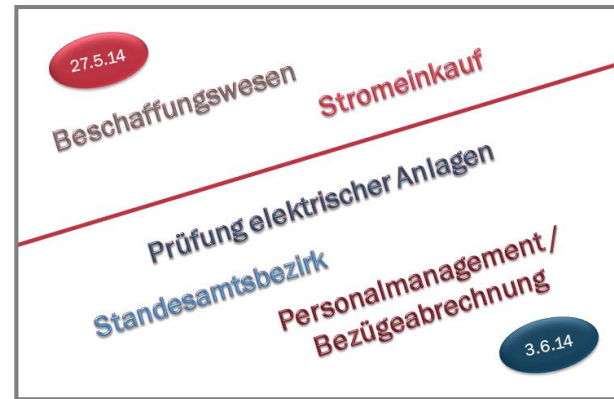 27.5.14
Beschaffungswesen
Stromeinkauf
Prüfung elektrischer Anlagen
Standesamtsbezirk
Personalmanagement /
Bezügeabrechnung
3.6.14